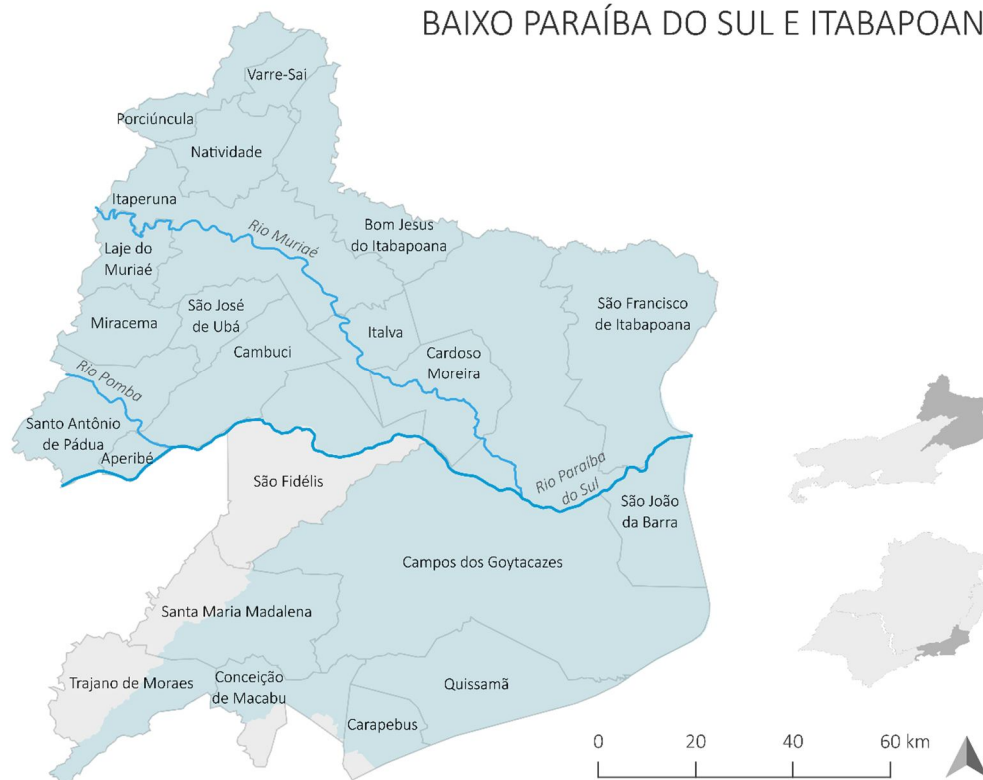 BAIXO PARAÍBA DO SUL E ITABAPOAN
Varre-Sai
Porciúncula
Natividade
Itaperuna
Rio Muriaé
Bom Jesus
do Itabapoana
Laje do
Muriaé
São José
de Ubá
São Francisco
de Itabapoana
Miracema
Italva
Cambuci
Cardoso
Moreira
Rio Pomba
Santo Antônio
de Pádua
Aperibé
São Fidélis
Rio Paraíba
do Sul
São João
da Barra
Campos dos Goytacazes
Santa Maria Madalena
Trajano de Moraes
Conceição
de Macabu
Quissamã
Carapebus
0 20 40 60 km